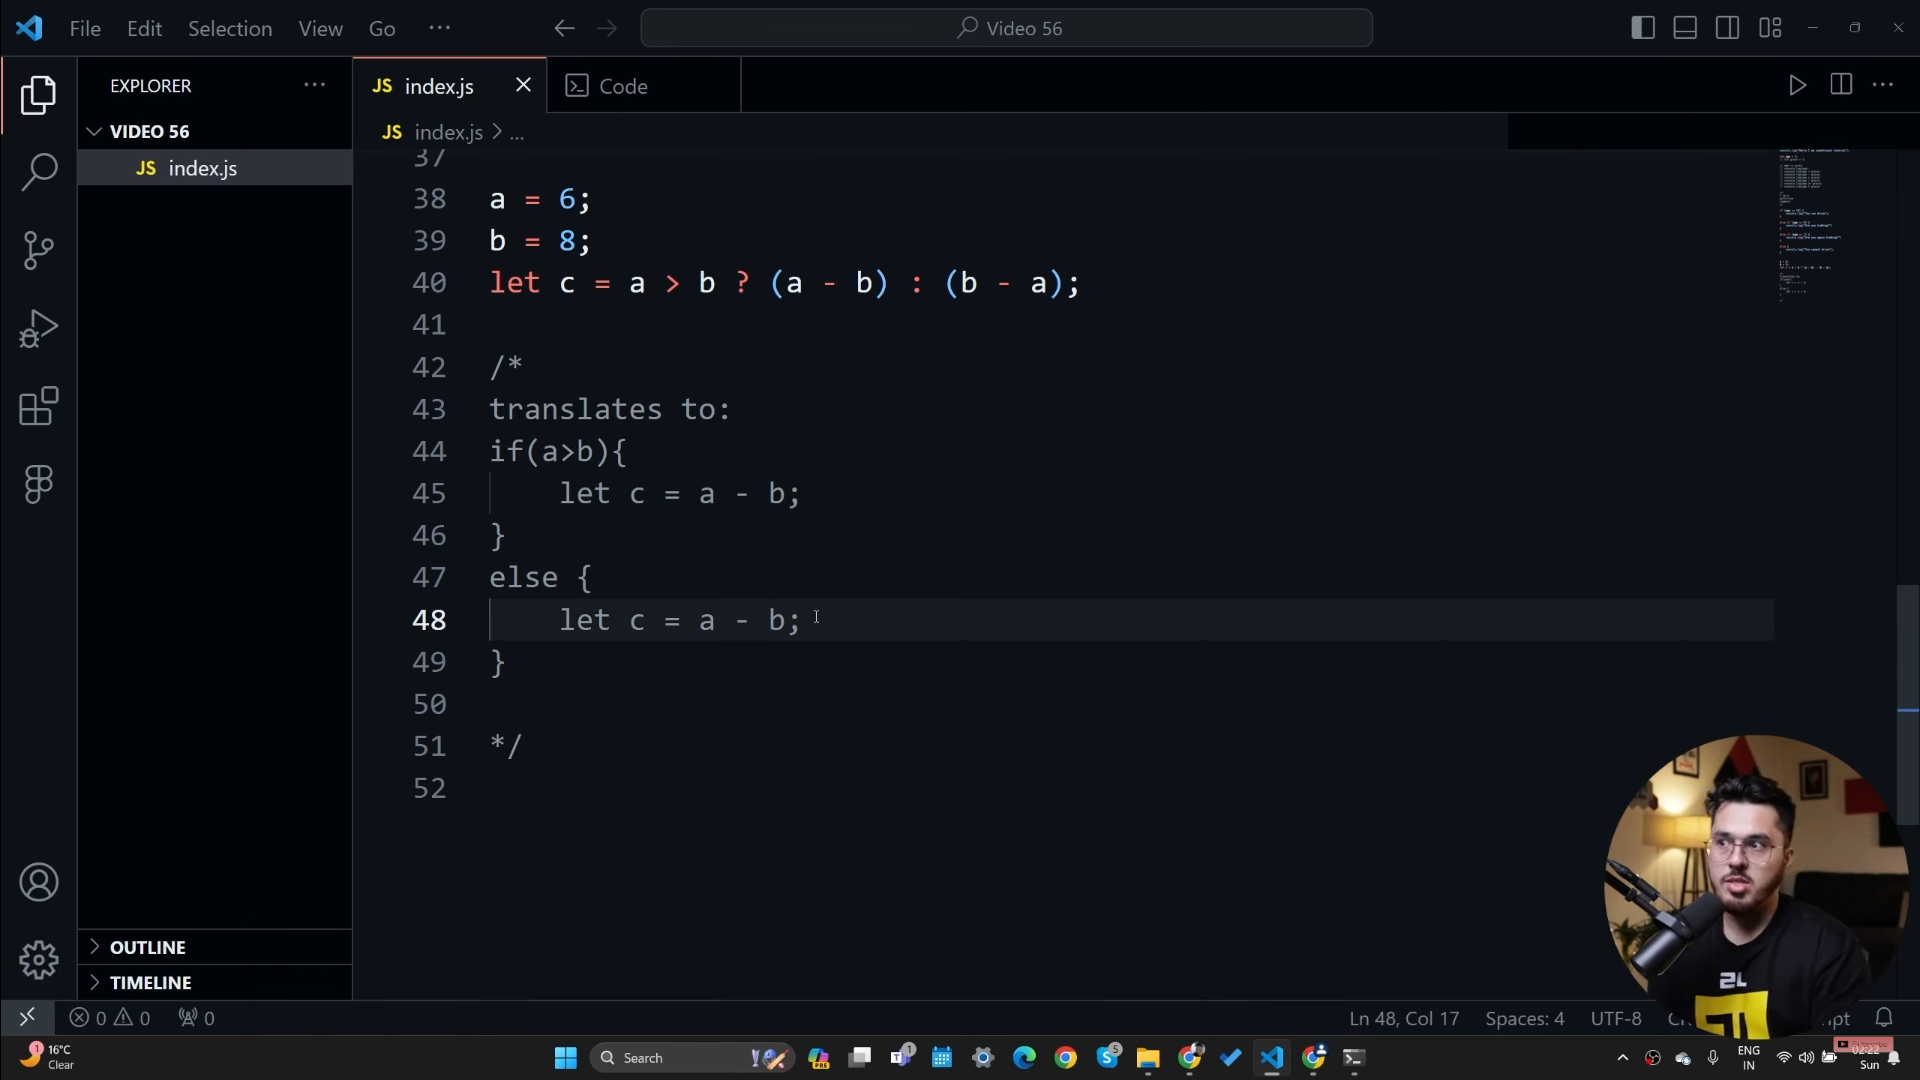 File Edit Selection View Go ...
Video 56
EXPLORER ...
JS index.js
Code
VIDEO 56
JS index.js > ...
JS index.js
37
38 a = 6;
39 b = 8;
40 let c = a > b ? (a - b) : (b - a);
41
42 /*
43 translates to:
44 if(a>b){
45 let c = a - b;
46 }
47 else {
48 let c = a - b;
49 }
50
51 */
52
OUTLINE
TIMELINE
0 0 0
Ln 48, Col 17 Spaces: 4 UTF-8
16°C
Clear
Search
ENG
IN
02:22
Sun
Subscribe